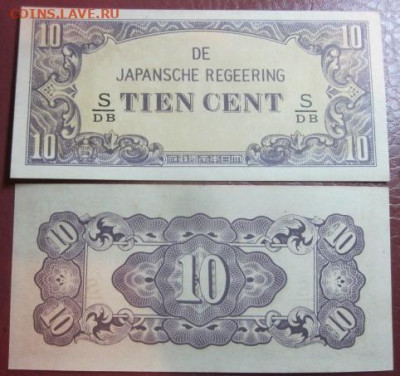 COINS.LAVE.RU
10 10
DE
JAPANSCHE REGEERING
S/DB TIEN CENT S/DB
10 10
10 10
10
10 10